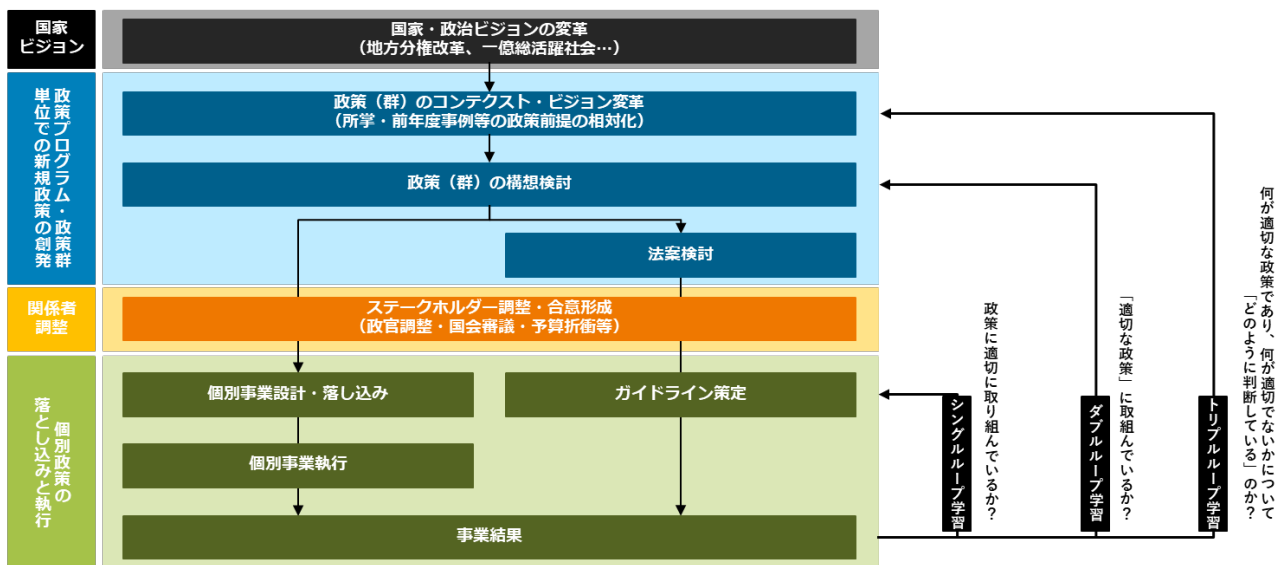 国家
ビジョン
国家・政治ビジョンの変革
（地方分権改革、一億総活躍社会…）
政策プログラム・政策群
単位での新規政策の創発
政策（群）のコンテクスト・ビジョン変革
（所学・前年度事例等の政策前提の相対化）
政策（群）の構想検討
法案検討
関係者
調整
ステークホルダー調整・合意形成
（政官調整・国会審議・予算折衝等）
個別政策の
落とし込みと執行
個別事業設計・落し込み
ガイドライン策定
個別事業執行
事業結果
シングルループ学習
政策に適切に取り組んでいるか？
ダブルループ学習
「適切な政策」に取組んでいるか？
トリプルループ学習
何が適切な政策であり、何が適切でないかについて
「どのように判断している」のか？